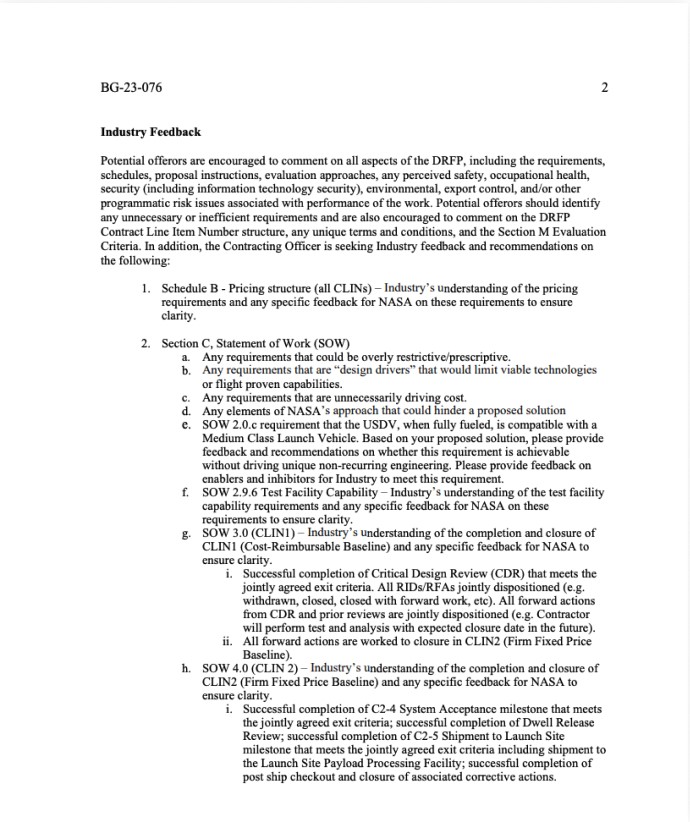 BG-23-076 2
Industry Feedback
Potential offerors are encouraged to comment on all aspects of the DRFP, including the requirements,
schedules, proposal instructions, evaluation approaches, any perceived safety, occupational health,
security (including information technology security), environmental, export control, and/or other
programmatic risk issues associated with performance of the work. Potential offerors should identify
any unnecessary or inefficient requirements and are also encouraged to comment on the DRFP
Contract Line Item Number structure, any unique terms and conditions, and the Section M Evaluation
Criteria. In addition, the Contracting Officer is seeking Industry feedback and recommendations on
the following:
1. Schedule B - Pricing structure (all CLINs) – Industry's understanding of the pricing
requirements and any specific feedback for NASA on these requirements to ensure
clarity.
2. Section C, Statement of Work (SOW)
a. Any requirements that could be overly restrictive/prescriptive.
b. Any requirements that are “design drivers” that would limit viable technologies
or flight proven capabilities.
c. Any requirements that are unnecessarily driving cost.
d. Any elements of NASA's approach that could hinder a proposed solution
e. SOW 2.0.c requirement that the USDV, when fully fueled, is compatible with a
Medium Class Launch Vehicle. Based on your proposed solution, please provide
feedback and recommendations on whether this requirement is achievable
without driving unique non-recurring engineering. Please provide feedback on
enablers and inhibitors for Industry to meet this requirement.
f. SOW 2.9.6 Test Facility Capability – Industry's understanding of the test facility
capability requirements and any specific feedback for NASA on these
requirements to ensure clarity.
g. SOW 3.0 (CLIN1) – Industry's understanding of the completion and closure of
CLIN1 (Cost-Reimbursable Baseline) and any specific feedback for NASA to
ensure clarity.
i. Successful completion of Critical Design Review (CDR) that meets the
jointly agreed exit criteria. All RIDs/RFAs jointly dispositioned (e.g.
withdrawn, closed, closed with forward work, etc). All forward actions
from CDR and prior reviews are jointly dispositioned (e.g. Contractor
will perform test and analysis with expected closure date in the future).
ii. All forward actions are worked to closure in CLIN2 (Firm Fixed Price
Baseline).
h. SOW 4.0 (CLIN 2) – Industry's understanding of the completion and closure of
CLIN2 (Firm Fixed Price Baseline) and any specific feedback for NASA to
ensure clarity.
i. Successful completion of C2-4 System Acceptance milestone that meets
the jointly agreed exit criteria; successful completion of Dwell Release
Review; successful completion of C2-5 Shipment to Launch Site
milestone that meets the jointly agreed exit criteria including shipment to
the Launch Site Payload Processing Facility; successful completion of
post ship checkout and closure of associated corrective actions.